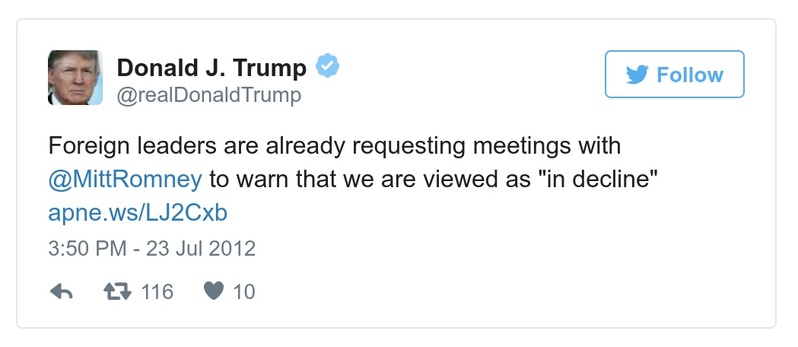 Donald J. Trump
@realDonaldTrump
Follow
Foreign leaders are already requesting meetings with
@MittRomney to warn that we are viewed as "in decline"
apne.ws/LJ2Cxb
3:50 PM - 23 Jul 2012
116 10